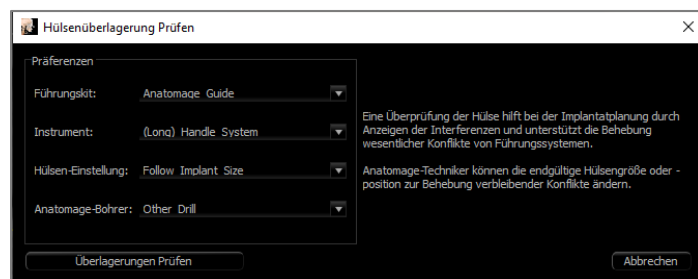 Hülsenüberlagerung Prüfen
Präferenzen
Führungskit: Anatomage Guide
Instrument: (Long) Handle System
Hülsen-Einstellung: Follow Implant Size
Anatomage-Bohrer: Other Drill
Eine Überprüfung der Hülse hilft bei der Implantatplanung durch
Anzeigen der Interferenzen und unterstützt die Behebung
wesentlicher Konflikte von Führungssystemen.
Anatomage-Techniker können die endgültige Hülsengröße oder -
position zur Behebung verbleibender Konflikte ändern.
Überlagerungen Prüfen
Abbrechen